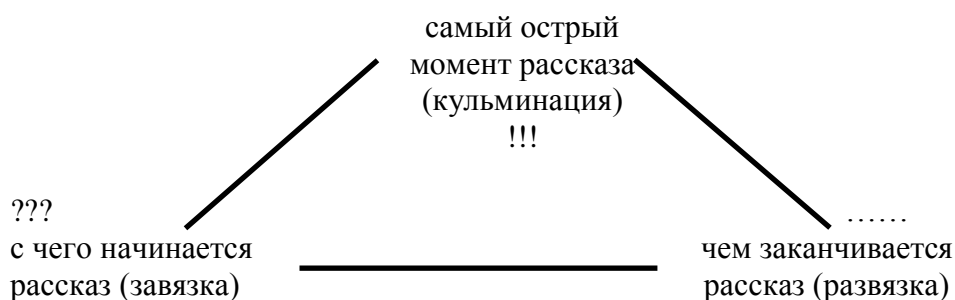 самый острый
момент рассказа
(кульминация)
!!!
???
с чего начинается
рассказ (завязка)
……
чем заканчивается
рассказ (развязка)